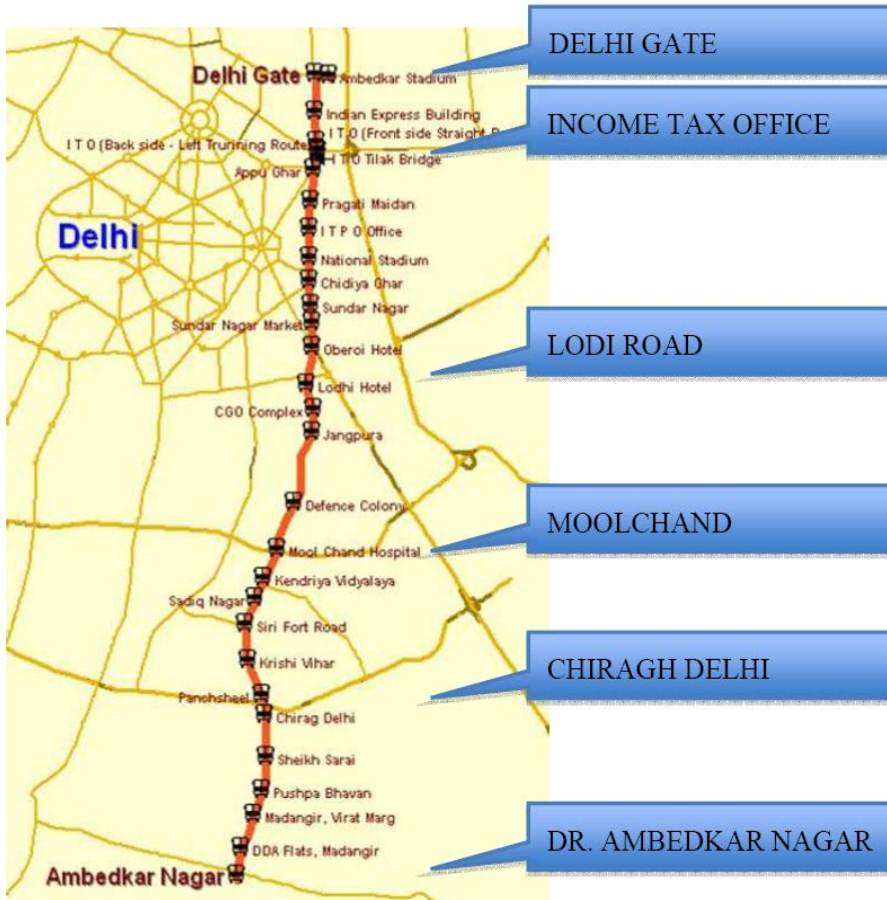 DELHI GATE
Delhi Gate
Ambedkar Stadium
Indian Express Building
INCOME TAX OFFICE
I T O (Front side Straight
I T O (Back side - Left Trurining Route
I T O Tilak Bridge
Appu Ghar
Pragati Maidan
Delhi
I T P O Office
National Stadium
Chidiya Ghar
Sundar Nagar
Sundar Nagar Market
Oberoi Hotel
LODI ROAD
Lodhi Hotel
CGO Complex
Jangpura
Defence Colony
MOOLCHAND
Mool Chand Hospital
Kendriya Vidyalaya
Sadiq Nagar
Siri Fort Road
Krishi Vihar
CHIRAGH DELHI
Panchsheel
Chirag Delhi
Sheikh Sarai
Pushpa Bhavan
Madangir, Virat Marg
DDA Flats, Madangir
DR. AMBEDKAR NAGAR
Ambedkar Nagar